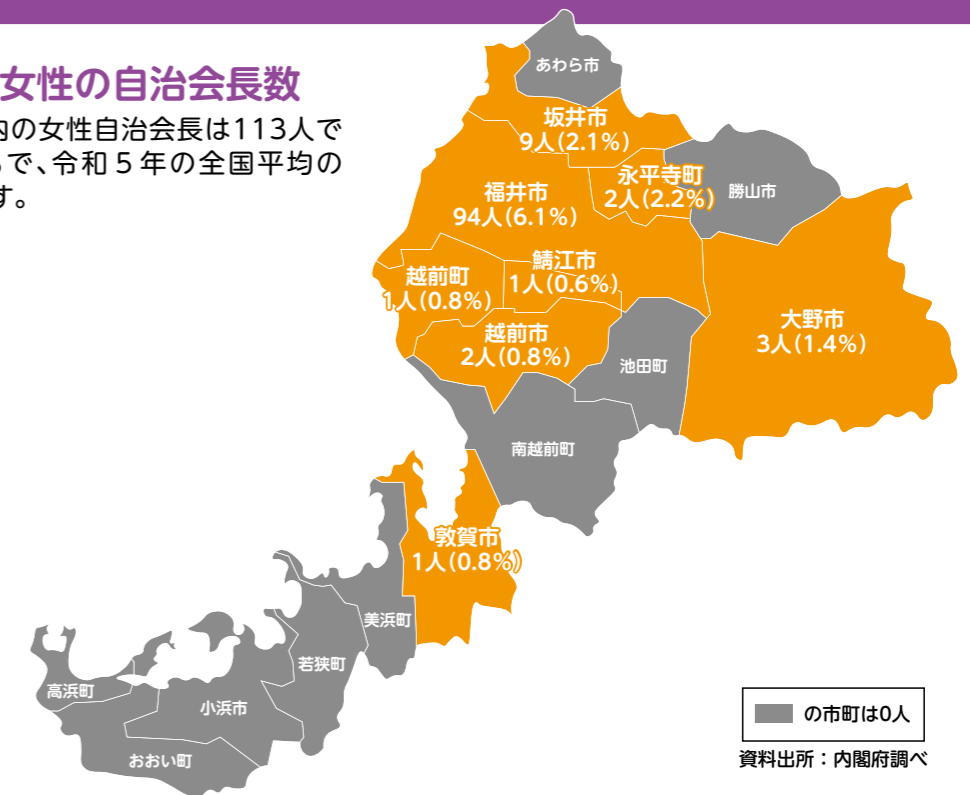 女性の自治会長数
内の女性自治会長は113人で
で、令和5年の全国平均の
す。
あわら市
坂井市
9人(2.1%)
永平寺町
2人(2.2%)
勝山市
福井市
94人(6.1%)
鯖江市
1人(0.6%)
越前町
1人(0.8%)
大野市
3人(1.4%)
越前市
2人(0.8%)
池田町
南越前町
敦賀市
1人(0.8%)
美浜町
若狭町
高浜町
小浜市
おおい町
の市町は0人
資料出所：内閣府調べ